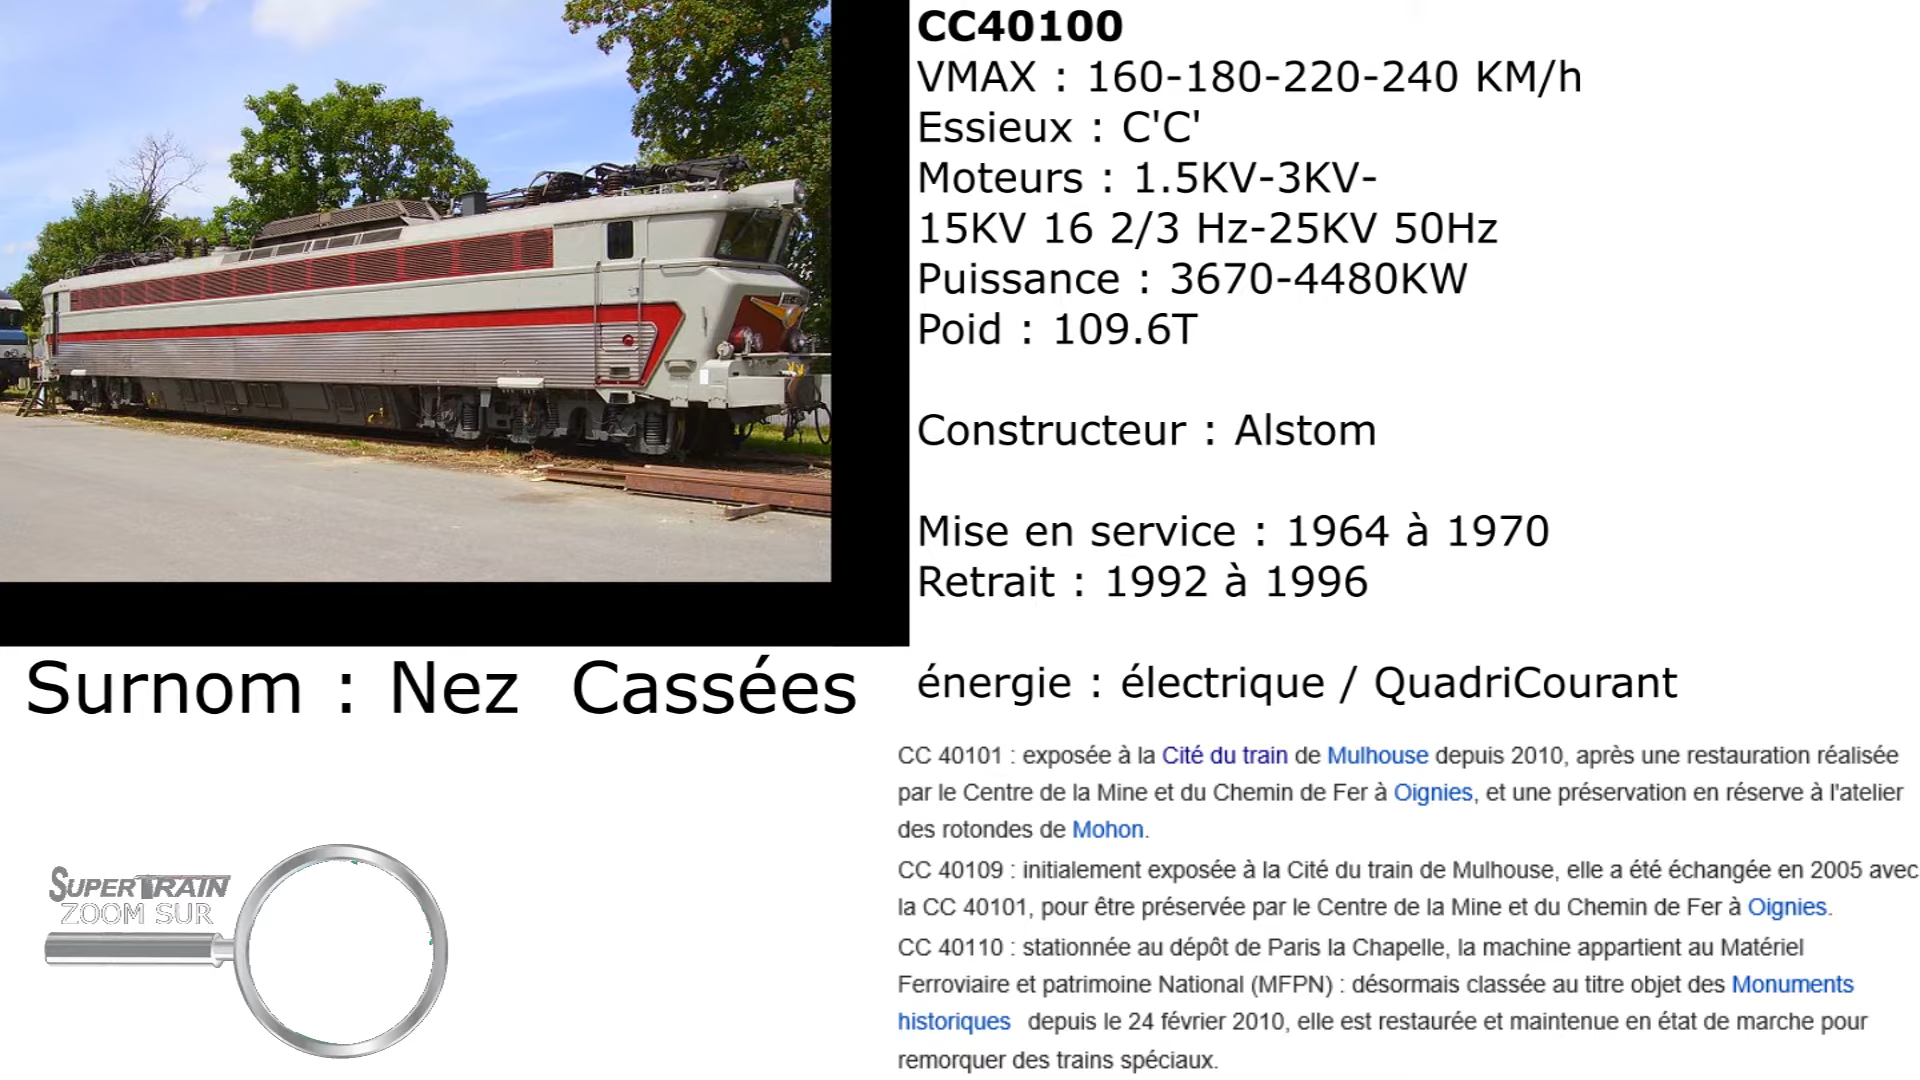 CC40100
VMAX : 160-180-220-240 KM/h
Essieux : C'C'
Moteurs : 1.5KV-3KV-
15KV 16 2/3 Hz-25KV 50Hz
Puissance : 3670-4480KW
Poid : 109.6T
Constructeur : Alstom
Mise en service : 1964 à 1970
Retrait : 1992 à 1996
énergie : électrique / QuadriCourant
Surnom : Nez  Cassées
CC 40101 : exposée à la Cité du train de Mulhouse depuis 2010, après une restauration réalisée
par le Centre de la Mine et du Chemin de Fer à Oignies, et une préservation en réserve à l'atelier
des rotondes de Mohon.
CC 40109 : initialement exposée à la Cité du train de Mulhouse, elle a été échangée en 2005 avec
la CC 40101, pour être préservée par le Centre de la Mine et du Chemin de Fer à Oignies.
CC 40110 : stationnée au dépôt de Paris la Chapelle, la machine appartient au Matériel
Ferroviaire et patrimoine National (MFPN) : désormais classée au titre objet des Monuments
historiques depuis le 24 février 2010, elle est restaurée et maintenue en état de marche pour
remorquer des trains spéciaux.
SUPERTRAIN
ZOOM SUR